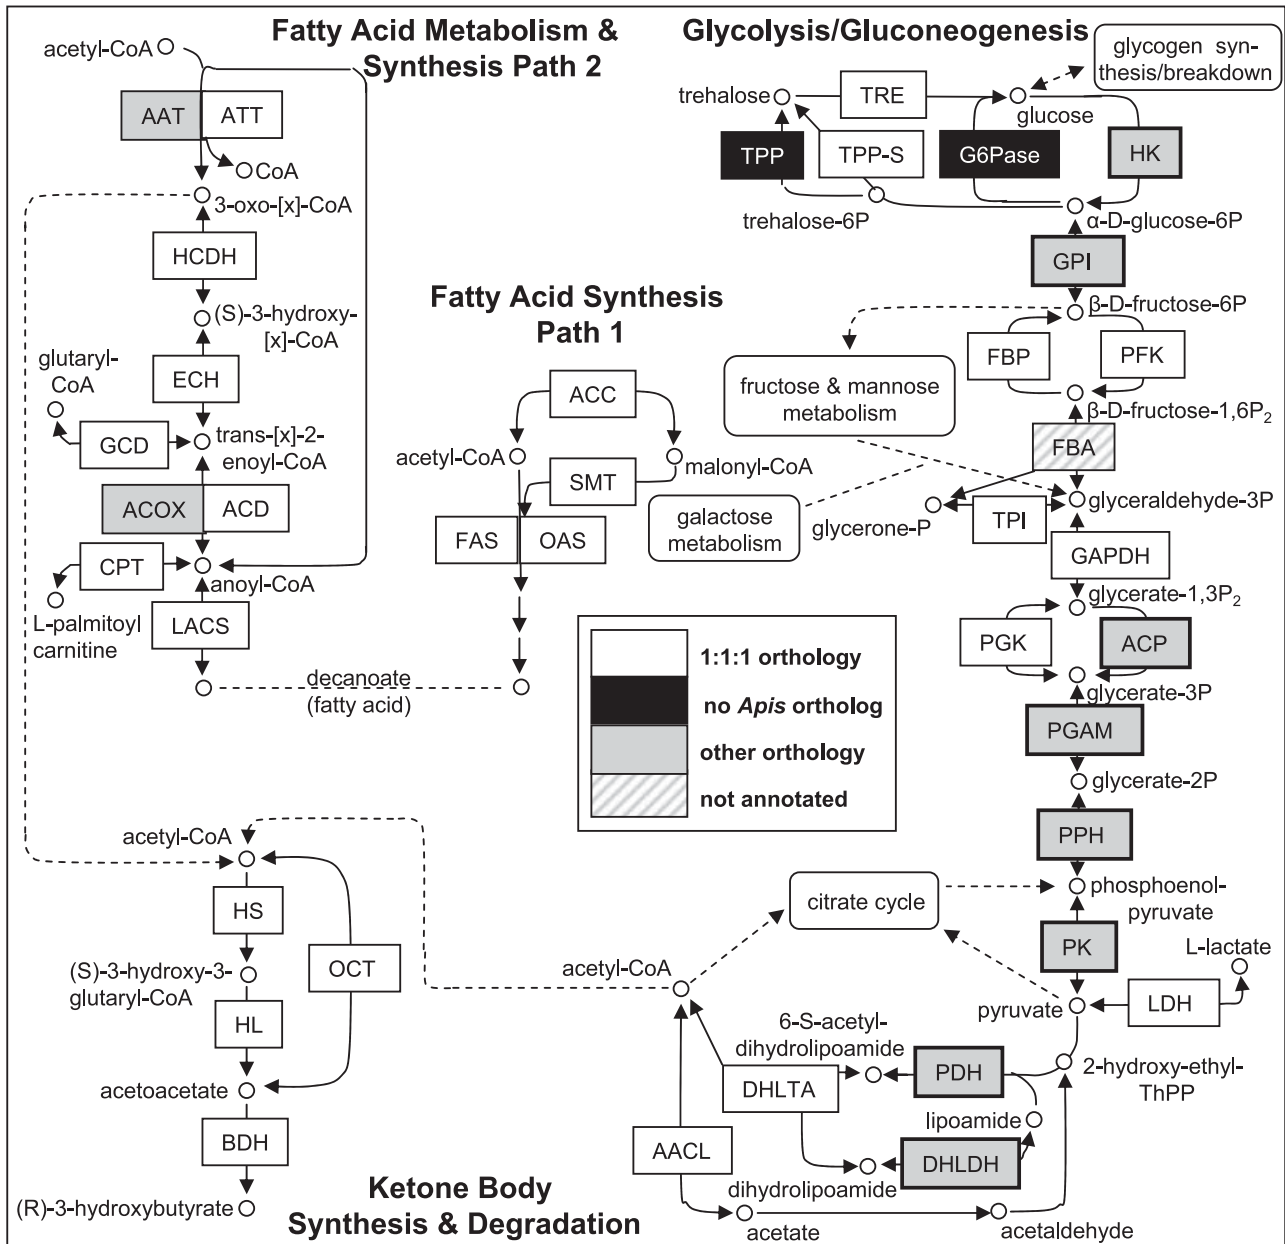 Fatty Acid Metabolism &
Synthesis Path 2
acetyl-CoA
AAT
ATT
CoA
3-oxo-[x]-CoA
HCDH
(S)-3-hydroxy-
[x]-CoA
glutaryl-
CoA
ECH
GCD
trans-[x]-2-
enoyl-CoA
ACOX
ACD
CPT
anoyl-CoA
L-palmitoyl
carnitine
LACS
decanoate
(fatty acid)
Fatty Acid Synthesis
Path 1
ACC
acetyl-CoA
malonyl-CoA
SMT
FAS
OAS
Glycolysis/Gluconeogenesis
glycogen syn-
thesis/breakdown
trehalose
TRE
glucose
TPP
TPP-S
G6Pase
HK
trehalose-6P
α-D-glucose-6P
GPI
β-D-fructose-6P
FBP
PFK
fructose & mannose
metabolism
β-D-fructose-1,6P2
FBA
galactose
metabolism
glycerone-P
TPI
glyceraldehyde-3P
GAPDH
glycerate-1,3P2
PGK
ACP
glycerate-3P
PGAM
glycerate-2P
PPH
phosphoenol-
pyruvate
citrate cycle
PK
L-lactate
pyruvate
LDH
1:1:1 orthology
no Apis ortholog
other orthology
not annotated
acetyl-CoA
HS
(S)-3-hydroxy-3-
glutaryl-CoA
OCT
HL
acetoacetate
BDH
(R)-3-hydroxybutyrate
Ketone Body
Synthesis & Degradation
acetyl-CoA
6-S-acetyl-
dihydrolipoamide
PDH
2-hydroxy-ethyl-
ThPP
DHLTA
lipoamide
AACL
DHLDH
dihydrolipoamide
acetate
acetaldehyde